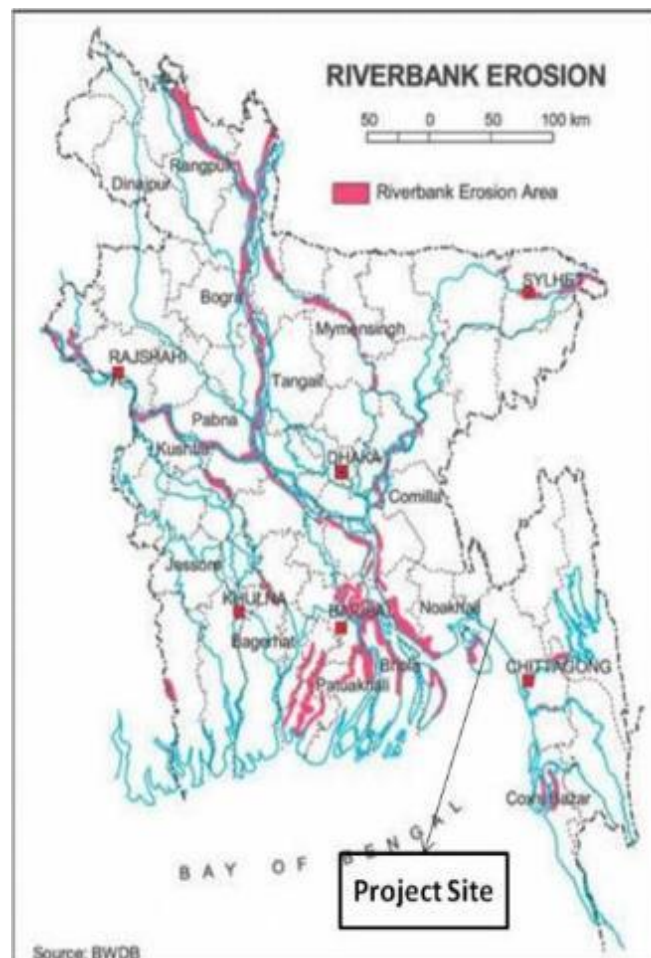 RIVERBANK EROSION
50 0 50 100 km
Riverbank Erosion Area
Rangpur
Dinajpur
SYLHET
Bogra
Mymensingh
RAJSHAHI
Tangail
Pabna
Kushtia
DHAKA
Comilla
Jessore
KHULNA
Noakhali
BARISAL
Bagerhat
Bhola
CHITTAGONG
Patuakhali
Cox's Bazar
BAY OF BENGAL
Project Site
Source: BWDB